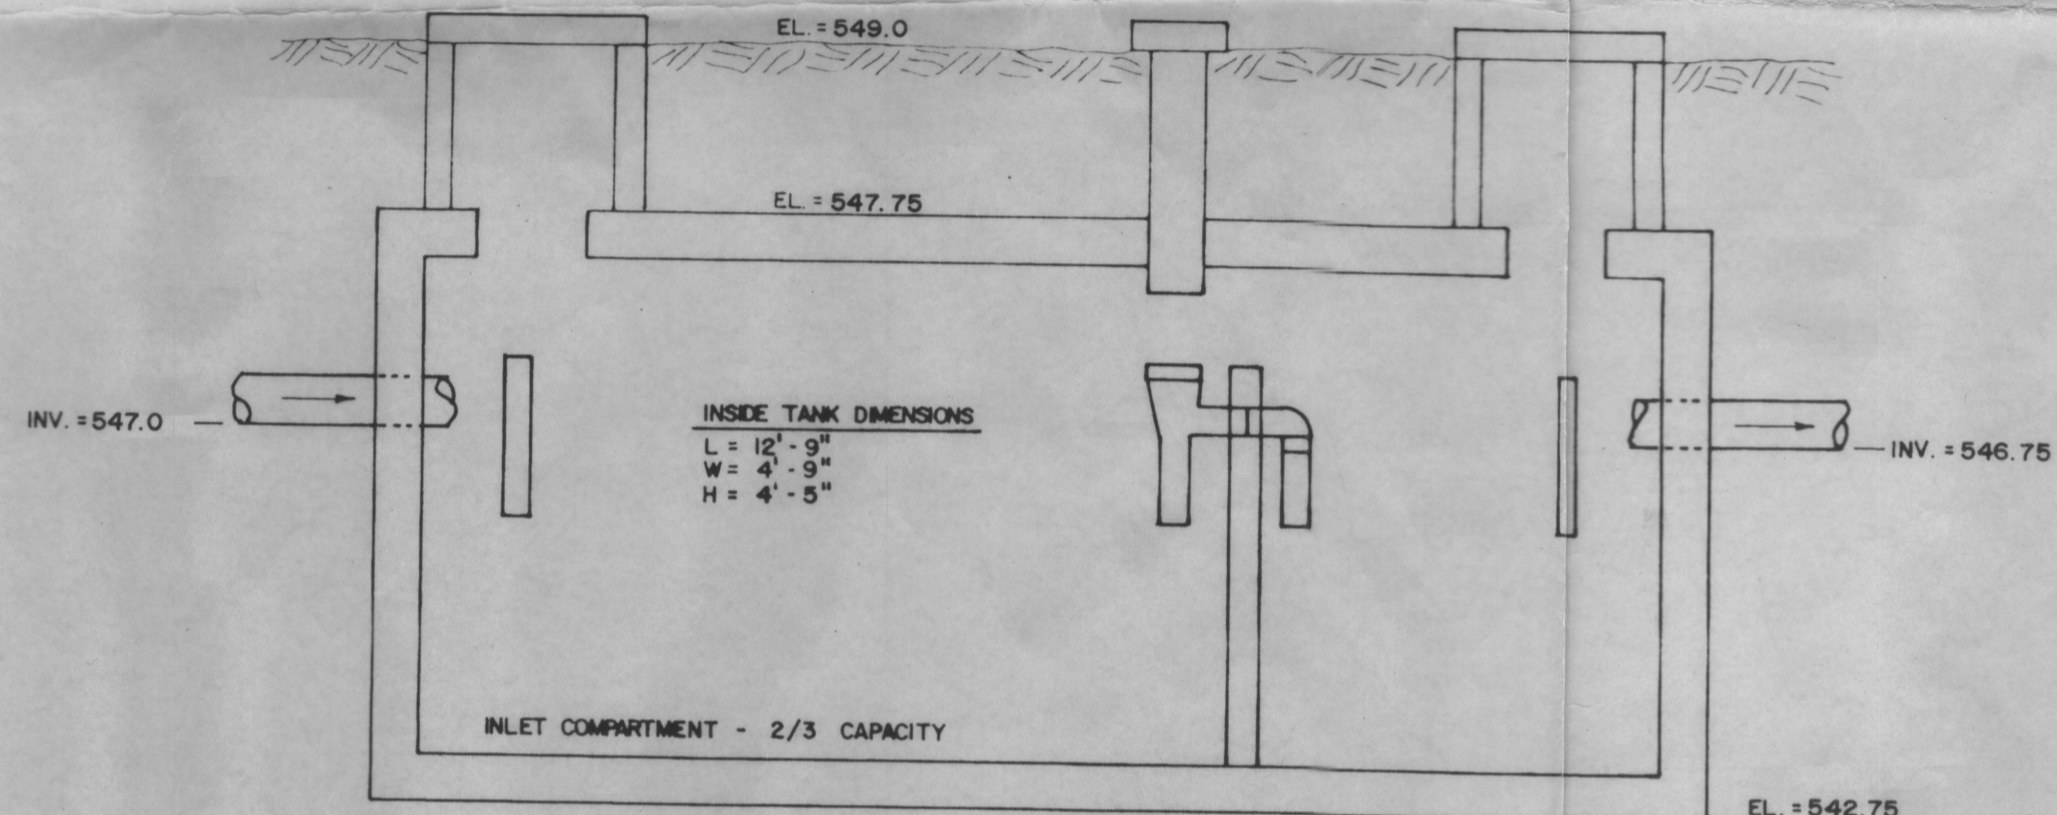 EL. = 549.0
EL. = 547.75
INV. = 547.0
INSIDE TANK DIMENSIONS
L = 12' - 9"
W = 4' - 9"
H = 4' - 5"
INV. = 546.75
INLET COMPARTMENT - 2/3 CAPACITY
EL. = 542.75